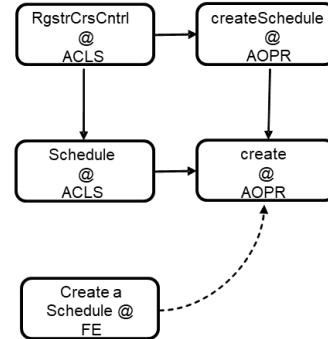 RgstrCrsCntrl
@
ACLS
createSchedule
@
AOPR
Schedule
@
ACLS
create
@
AOPR
Create a
Schedule @
FE